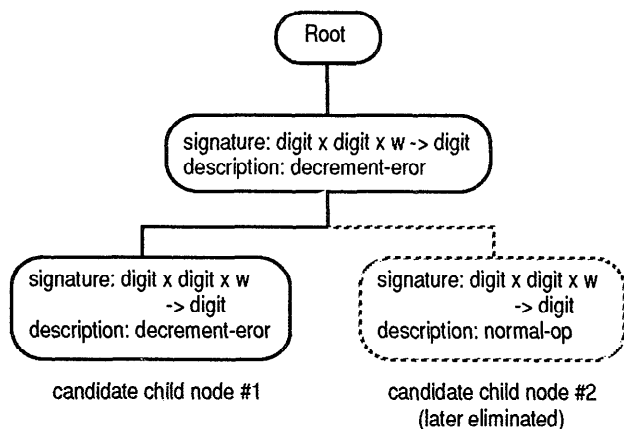 Root
signature: digit x digit x w -> digit
description: decrement-eror
signature: digit x digit x w
-> digit
description: decrement-eror
signature: digit x digit x w
-> digit
description: normal-op
candidate child node #1
candidate child node #2
(later eliminated)